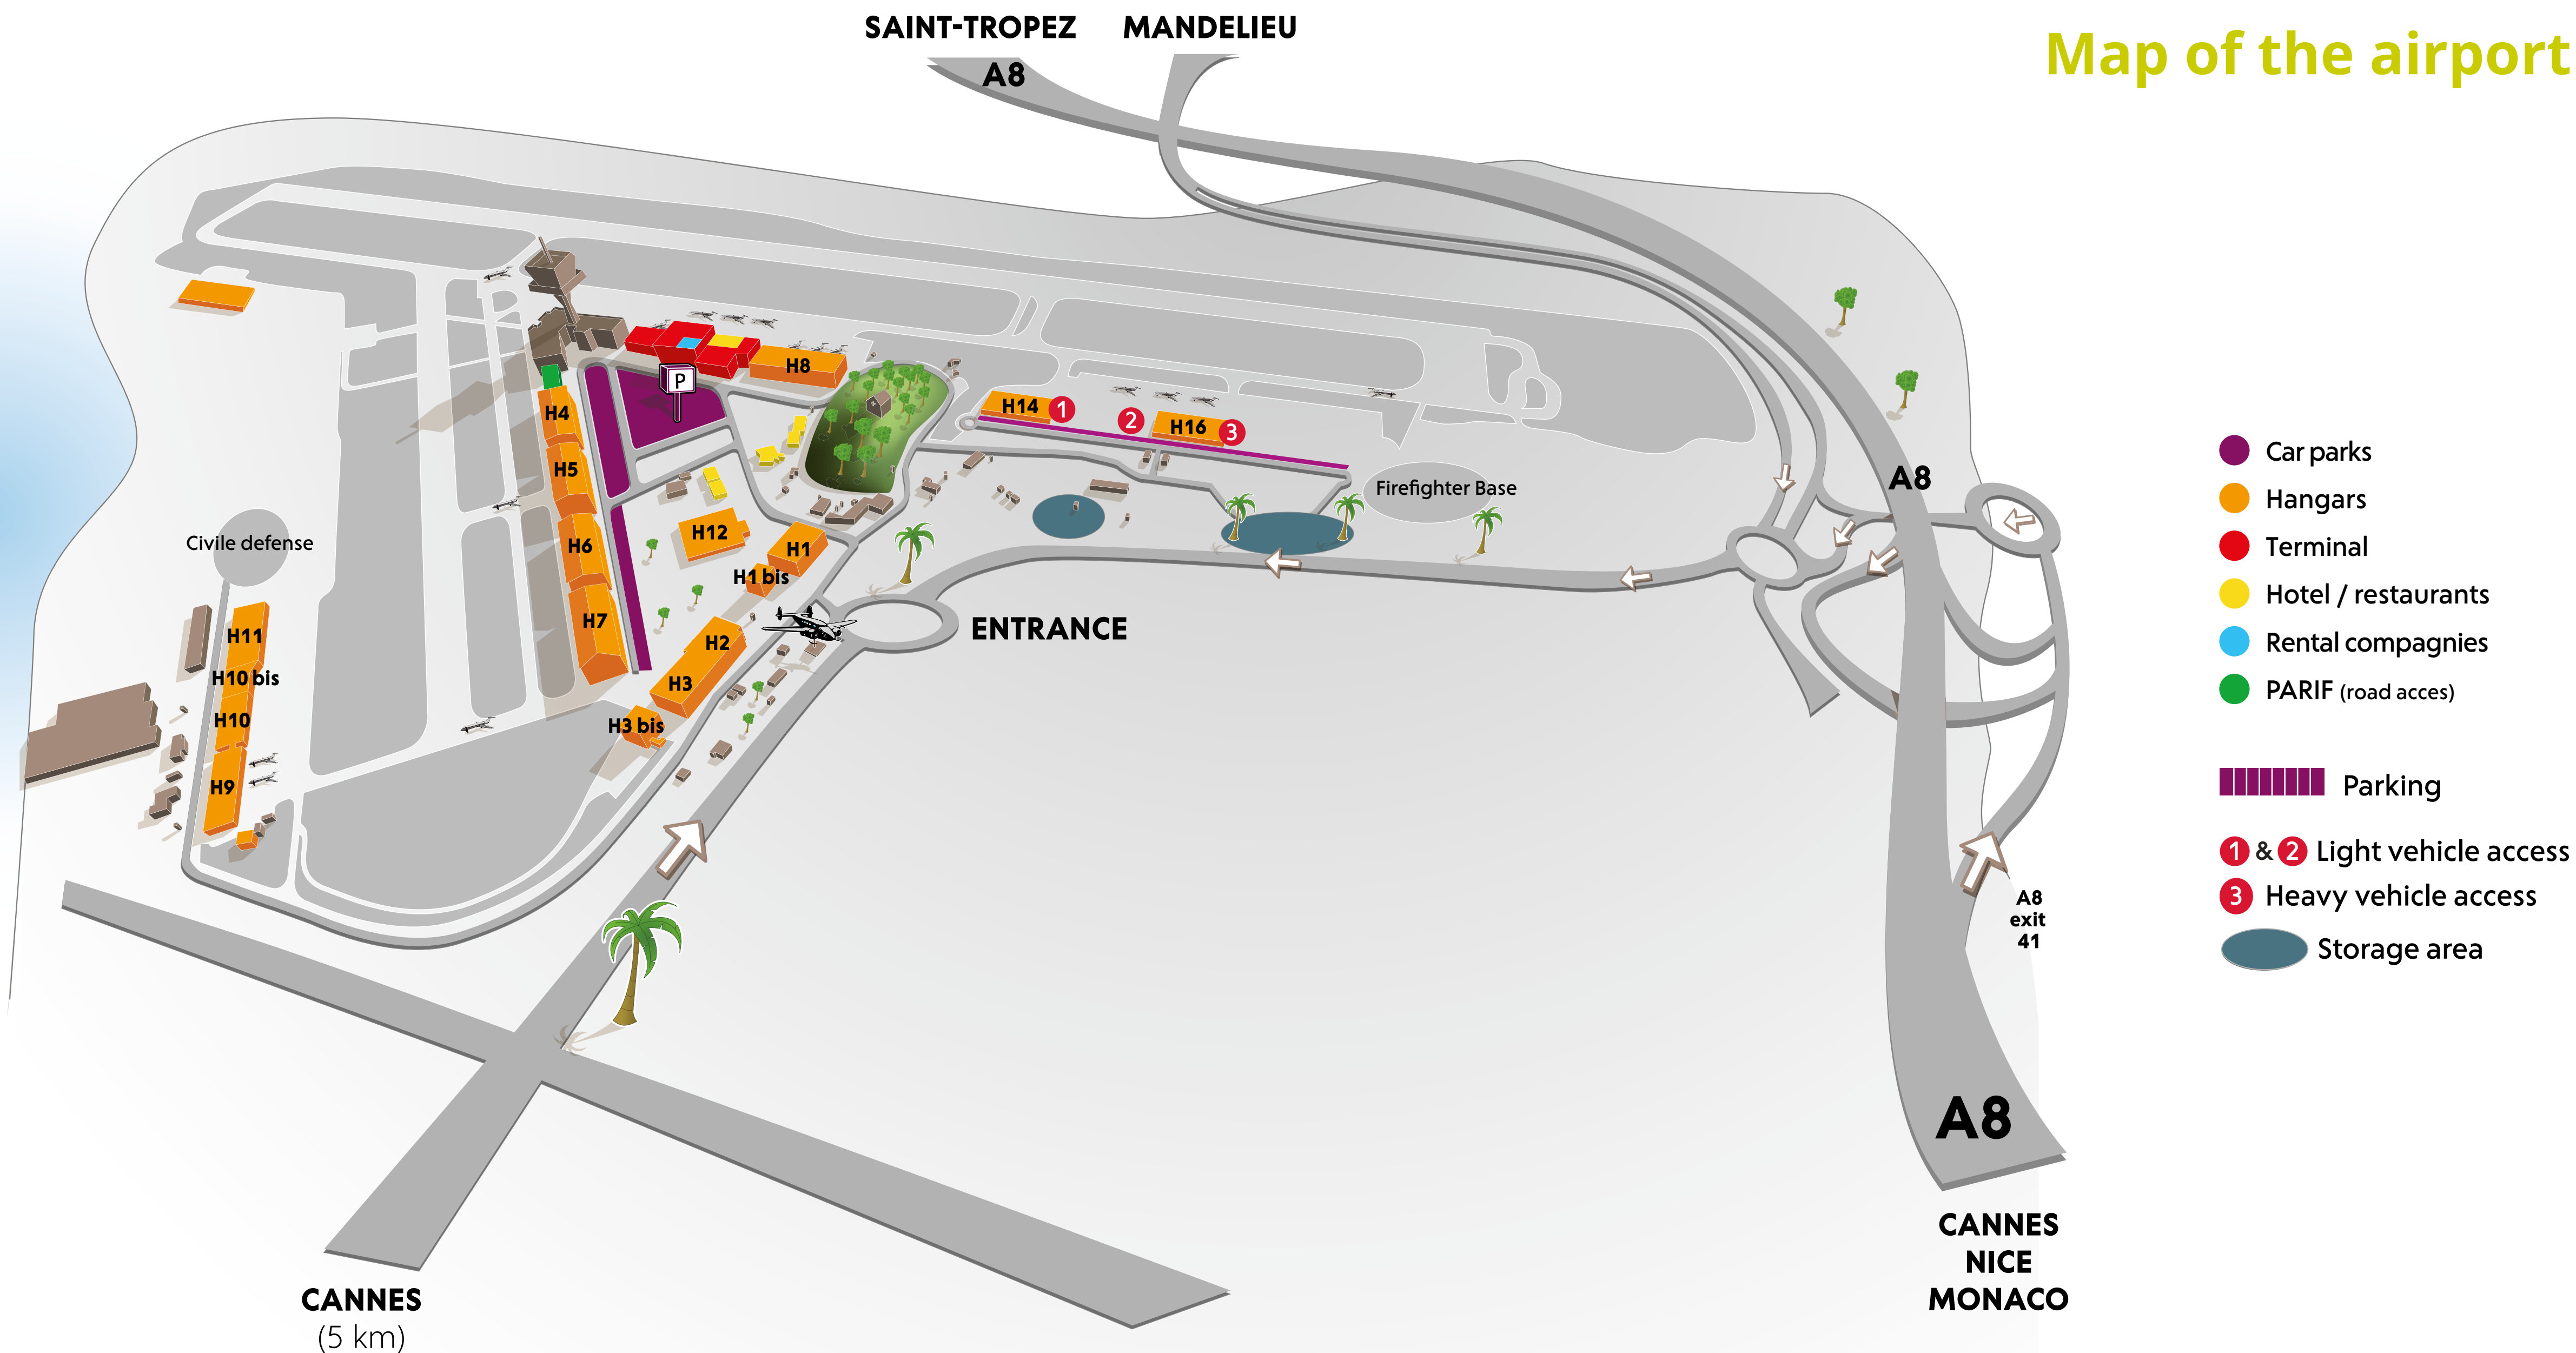 SAINT-TROPEZ
MANDELIEU
Map of the airport
A8
H8
P
H4
H14
1
2
H16
3
H5
A8
Firefighter Base
H12
H6
H1
Civile defense
H1 bis
H7
ENTRANCE
H11
H2
H10 bis
H3
H10
H3 bis
H9
Car parks
Hangars
Terminal
Hotel / restaurants
Rental compagnies
PARIF (road acces)
Parking
1 & 2 Light vehicle access
3 Heavy vehicle access
Storage area
A8
exit
41
A8
CANNES
NICE
MONACO
CANNES
(5 km)